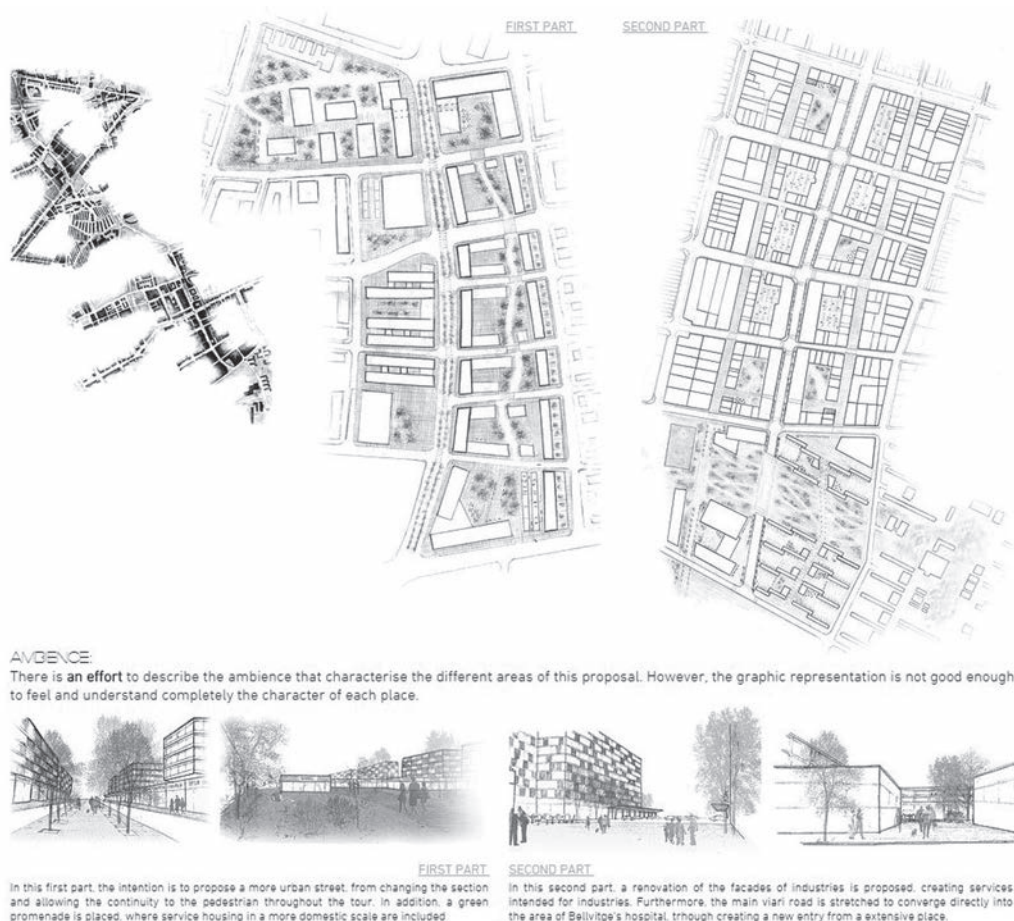 FIRST PART
SECOND PART
AMBIENCE:
There is an effort to describe the ambience that characterise the different areas of this proposal. However, the graphic representation is not good enough
to feel and understand completely the character of each place.
FIRST PART
In this first part, the intention is to propose a more urban street, from changing the section
and allowing the continuity to the pedestrian throughout the tour. In addition, a green
promenade is placed, where service housing in a more domestic scale are included
SECOND PART
In this second part, a renovation of the facades of industries is proposed, creating services
intended for industries. Furthermore, the main viari road is stretched to converge directly into
the area of Bellvitge's hospital, trhough creating a new entry from a extensive place.